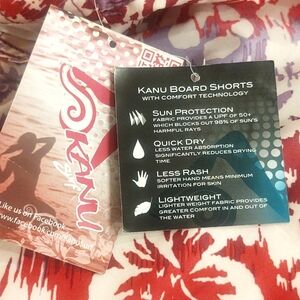 KANU
Like us on Facebook
KANU BOARD SHORTS
WITH COMFORT TECHNOLOGY
SUN PROTECTION
FABRIC PROVIDES A UPF OF 50+
WHICH BLOCKS OUT 98% OF SUN'S
HARMFUL RAYS
QUICK DRY
LESS WATER ABSORPTION
SIGNIFICANTLY REDUCES DRYING
TIME
LESS RASH
SOFTER HAND MEANS MINIMUM
IRRITATION FOR SKIN
LIGHTWEIGHT
LIGHTER WEIGHT FABRIC PROVIDES
GREATER COMFORT IN AND OUT OF
THE WATER